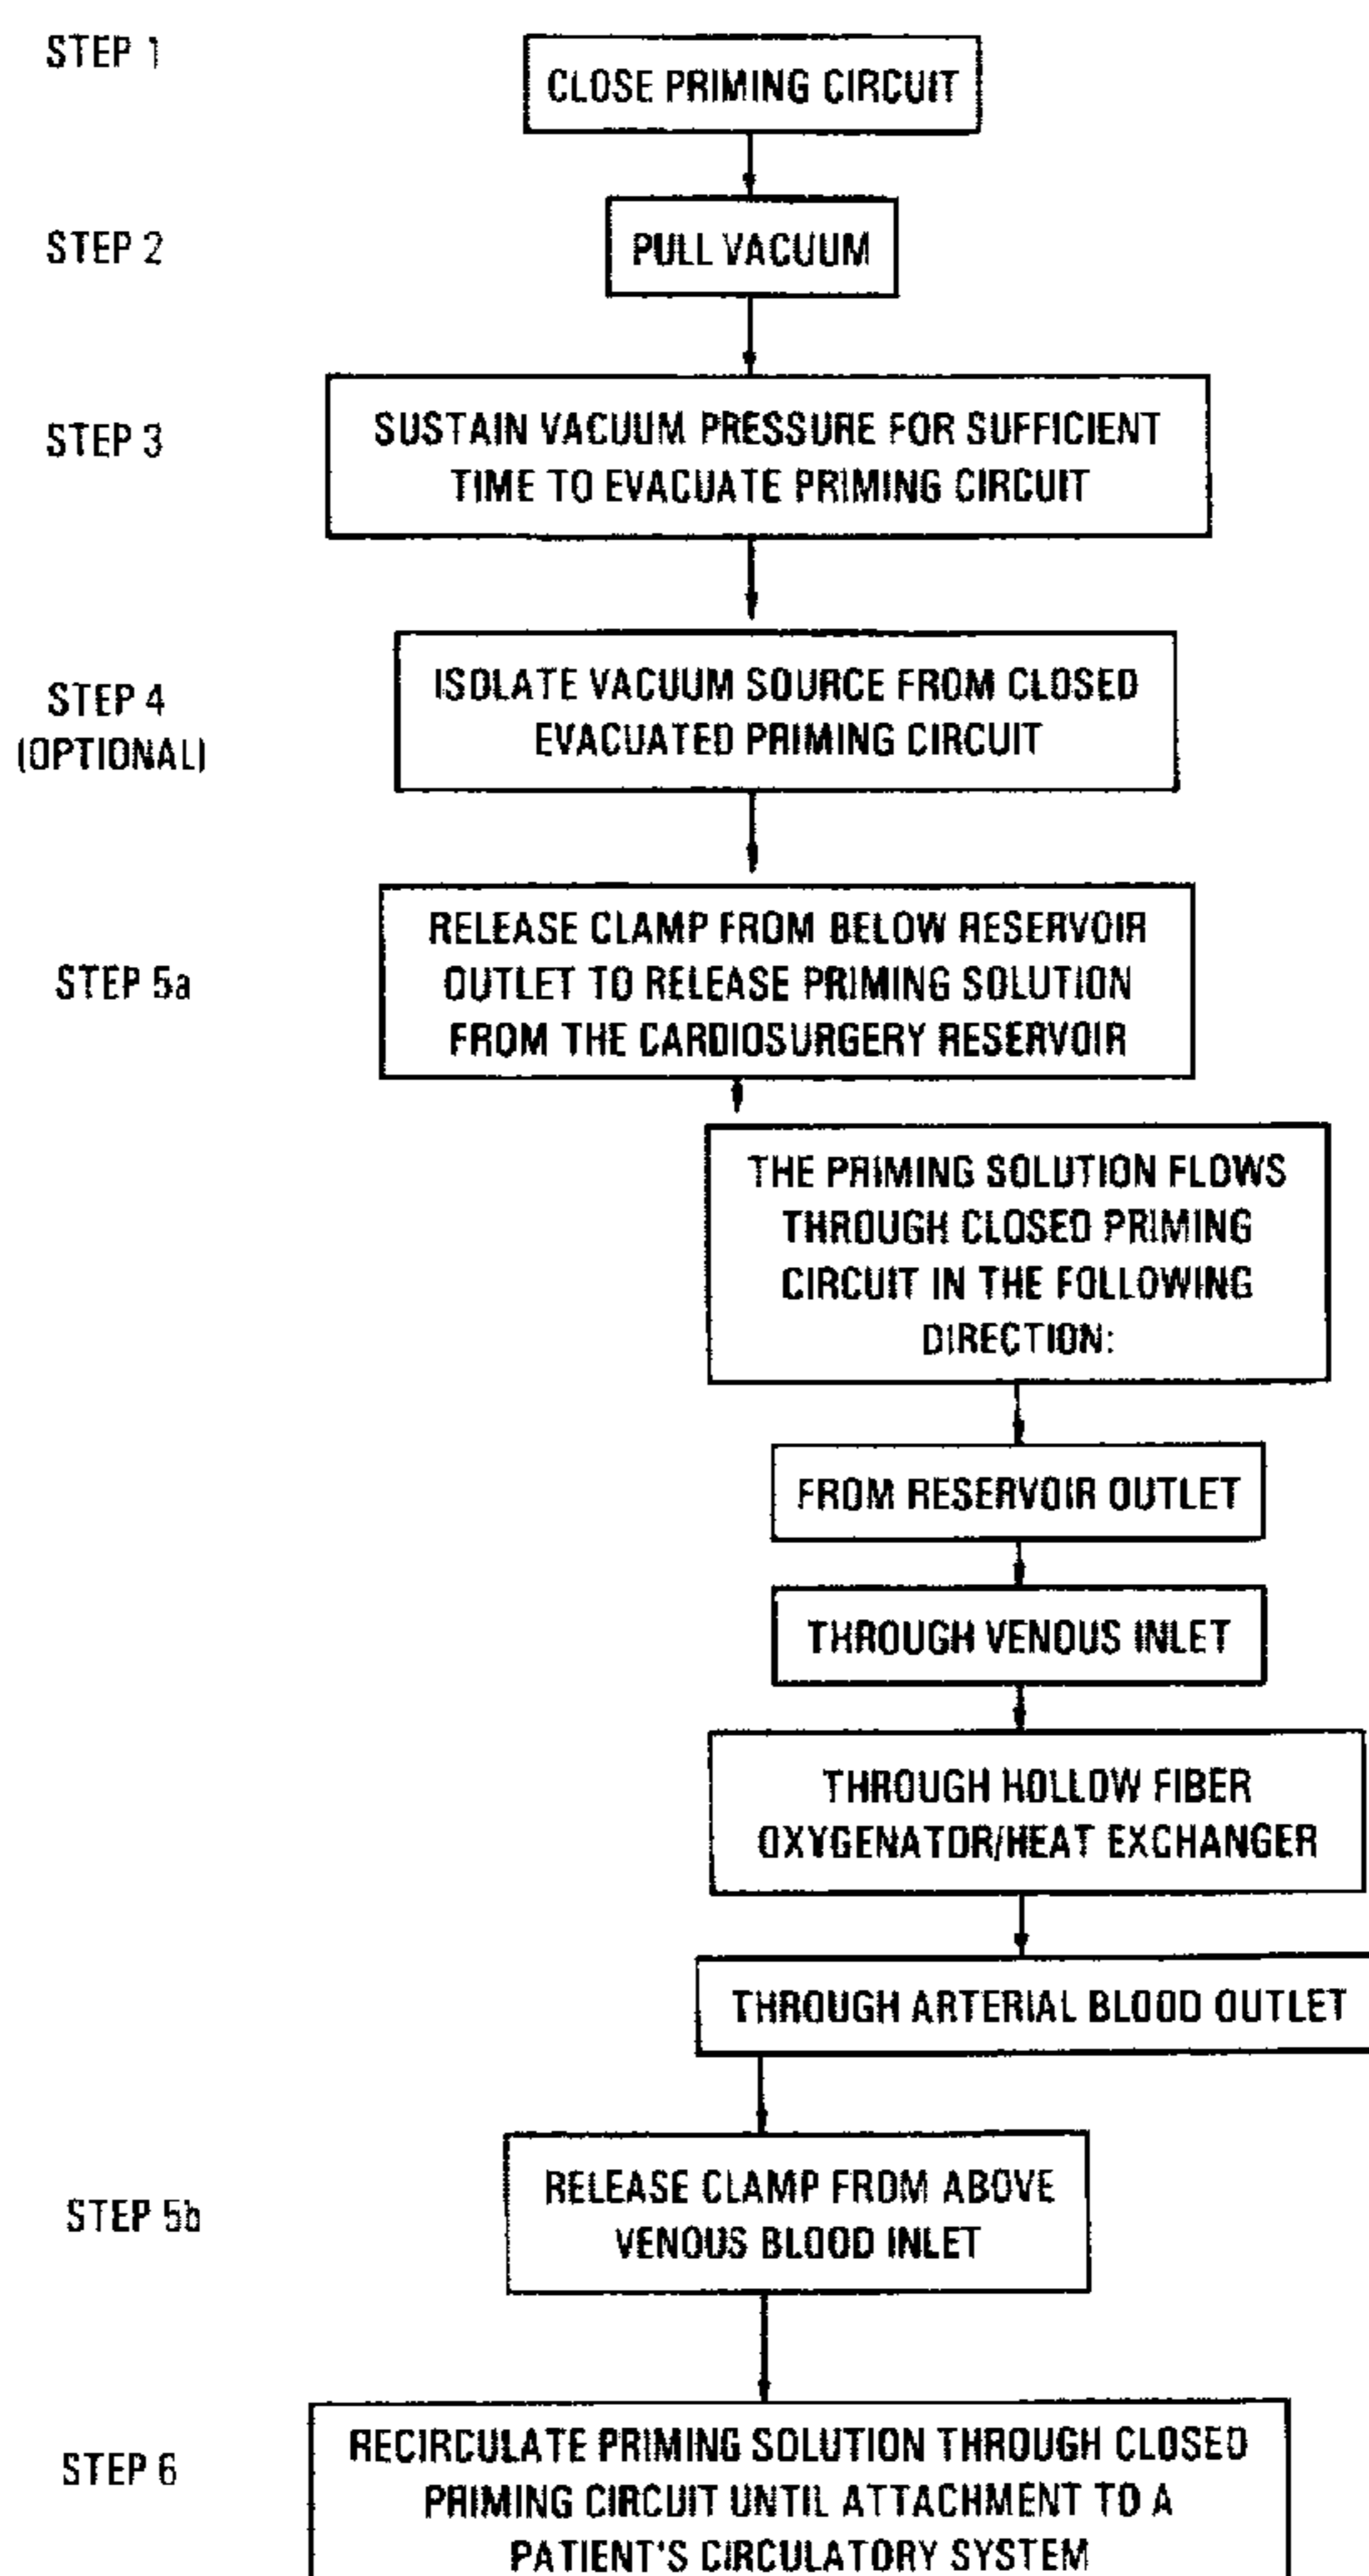 STEP 1
CLOSE PRIMING CIRCUIT
STEP 2
PULL VACUUM
STEP 3
SUSTAIN VACUUM PRESSURE FOR SUFFICIENT
TIME TO EVACUATE PRIMING CIRCUIT
STEP 4
(OPTIONAL)
ISOLATE VACUUM SOURCE FROM CLOSED
EVACUATED PRIMING CIRCUIT
STEP 5a
RELEASE CLAMP FROM BELOW RESERVOIR
OUTLET TO RELEASE PRIMING SOLUTION
FROM THE CARDIOSURGERY RESERVOIR
THE PRIMING SOLUTION FLOWS
THROUGH CLOSED PRIMING
CIRCUIT IN THE FOLLOWING
DIRECTION:
FROM RESERVOIR OUTLET
THROUGH VENOUS INLET
THROUGH HOLLOW FIBER
OXYGENATOR/HEAT EXCHANGER
THROUGH ARTERIAL BLOOD OUTLET
STEP 5b
RELEASE CLAMP FROM ABOVE
VENOUS BLOOD INLET
STEP 6
RECIRCULATE PRIMING SOLUTION THROUGH CLOSED
PRIMING CIRCUIT UNTIL ATTACHMENT TO A
PATIENT'S CIRCULATORY SYSTEM